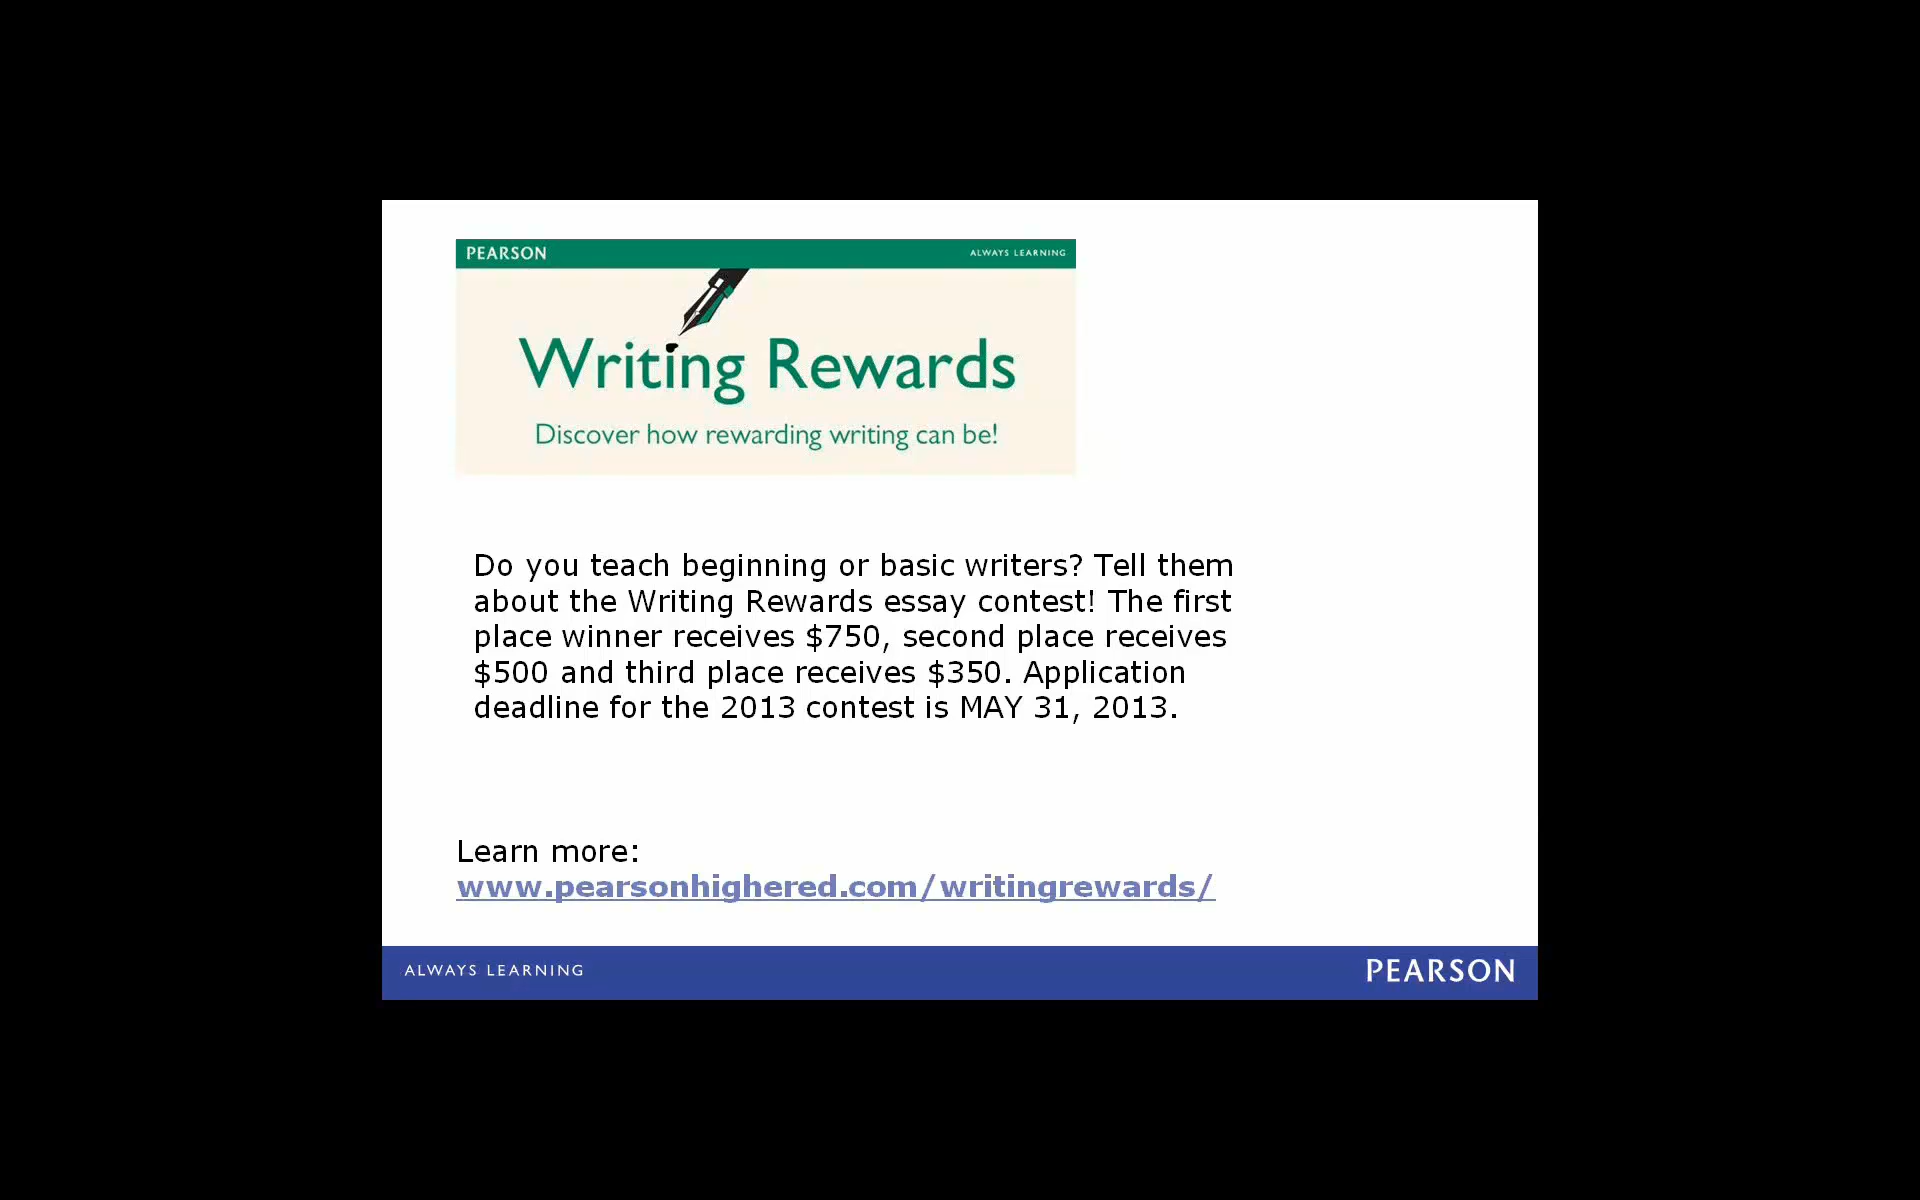 PEARSON
ALWAYS LEARNING
Writing Rewards
Discover how rewarding writing can be!
Do you teach beginning or basic writers? Tell them
about the Writing Rewards essay contest! The first
place winner receives $750, second place receives
$500 and third place receives $350. Application
deadline for the 2013 contest is MAY 31, 2013.
Learn more:
www.pearsonhighered.com/writingrewards/
ALWAYS LEARNING
PEARSON